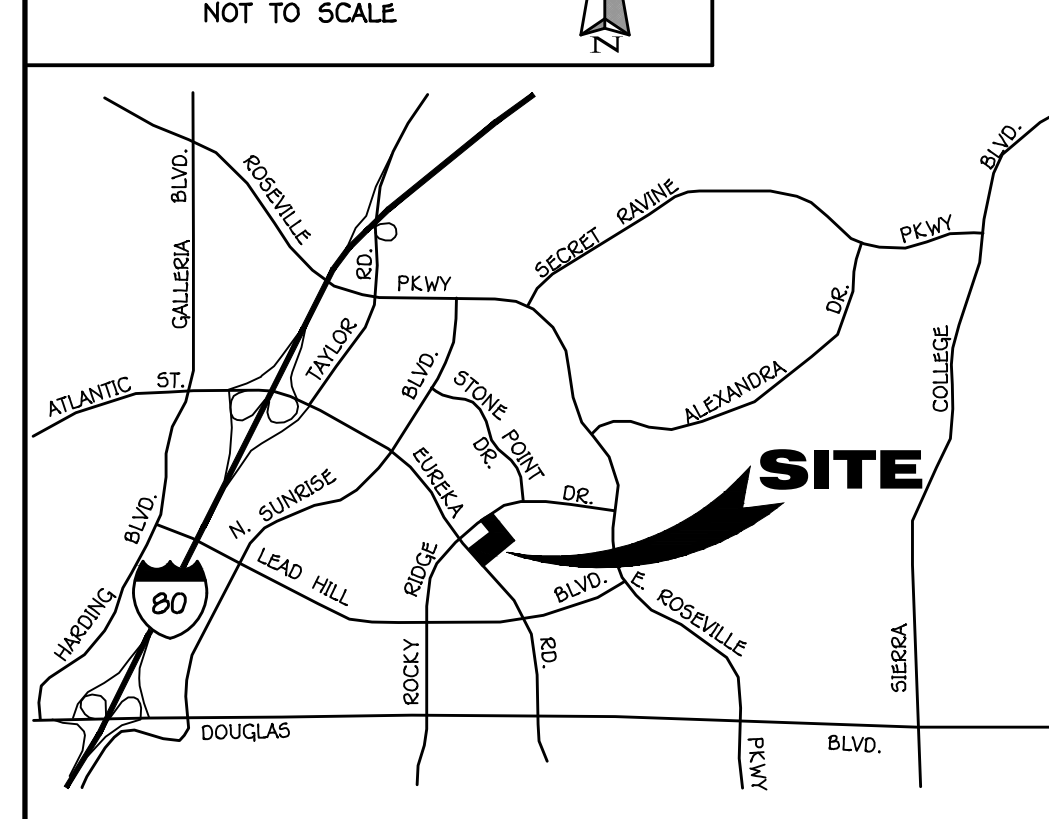 NOT TO SCALE
N
ROSEVILLE
PKWY
GALLERIA BLVD.
TAYLOR RD.
SECRET RAVINE
PKWY
BLVD.
ATLANTIC ST.
BLVD.
STONE POINT
DR.
DR.
ALEXANDRA
DR.
COLLEGE
EUREKA
SITE
N. SUNRISE
DR.
BLVD.
HARDING
80
LEAD HILL
BLVD.
RIDGE
ROCKY
RD.
E. ROSEVILLE
PKWY
SIERRA
DOUGLAS
BLVD.